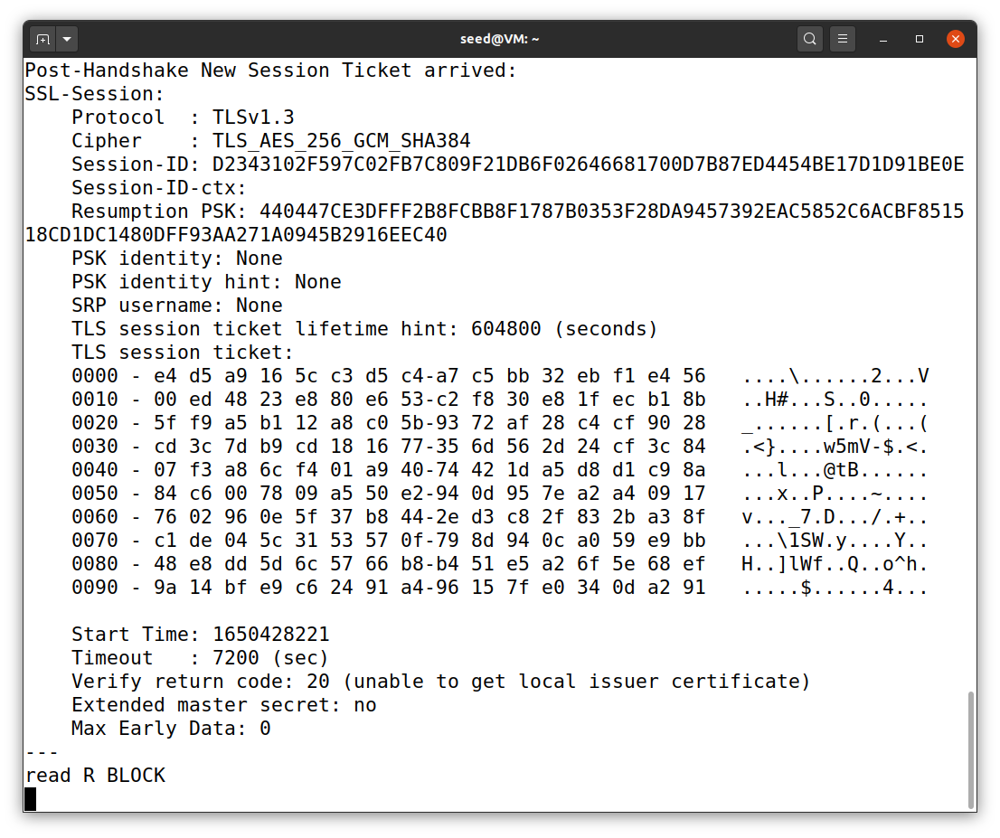 seed@VM: ~
Post-Handshake New Session Ticket arrived:
SSL-Session:
    Protocol  : TLSv1.3
    Cipher    : TLS_AES_256_GCM_SHA384
    Session-ID: D2343102F597C02FB7C809F21DB6F02646681700D7B87ED4454BE17D1D91BE0E
    Session-ID-ctx:
    Resumption PSK: 440447CE3DFFF2B8FCBB8F1787B0353F28DA9457392EAC5852C6ACBF8515
18CD1DC1480DFF93AA271A0945B2916EEC40
    PSK identity: None
    PSK identity hint: None
    SRP username: None
    TLS session ticket lifetime hint: 604800 (seconds)
    TLS session ticket:
    0000 - e4 d5 a9 16 5c c3 d5 c4-a7 c5 bb 32 eb f1 e4 56   ....\......2...V
    0010 - 00 ed 48 23 e8 80 e6 53-c2 f8 30 e8 1f ec b1 8b   ..H#...S..0.....
    0020 - 5f f9 a5 b1 12 a8 c0 5b-93 72 af 28 c4 cf 90 28   _......[.r.(...(
    0030 - cd 3c 7d b9 cd 18 16 77-35 6d 56 2d 24 cf 3c 84   .<}....w5mV-$.<.
    0040 - 07 f3 a8 6c f4 01 a9 40-74 42 1d a5 d8 d1 c9 8a   ...l...@tB......
    0050 - 84 c6 00 78 09 a5 50 e2-94 0d 95 7e a2 a4 09 17   ...x..P....~....
    0060 - 76 02 96 0e 5f 37 b8 44-2e d3 c8 2f 83 2b a3 8f   v..._7.D.../.+..
    0070 - c1 de 04 5c 31 53 57 0f-79 8d 94 0c a0 59 e9 bb   ...\1SW.y....Y..
    0080 - 48 e8 dd 5d 6c 57 66 b8-b4 51 e5 a2 6f 5e 68 ef   H..]lWf..Q..o^h.
    0090 - 9a 14 bf e9 c6 24 91 a4-96 15 7f e0 34 0d a2 91   .....$......4...
    Start Time: 1650428221
    Timeout   : 7200 (sec)
    Verify return code: 20 (unable to get local issuer certificate)
    Extended master secret: no
    Max Early Data: 0
---
read R BLOCK